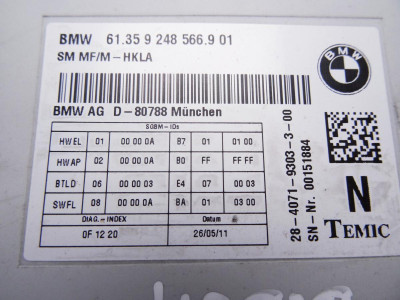 BMW 61.35 9 248 566.9 01
SM MF/M-HKLA
BMW
BMW AG D-80788 München
SGBM-IDs
HWEL 01 00 00 0A B7 01 01 00
HWAP 02 00 00 0A B0 FF FF FF
BTLD 06 00 00 03 E4 07 00 03
SWFL 08 00 00 0A BA 01 03 00
DIAG.-INDEX Datum
0F 12 20 26/05/11
28-4071-9303-3-00
SN-Nr. 00151884
N
TEMIC